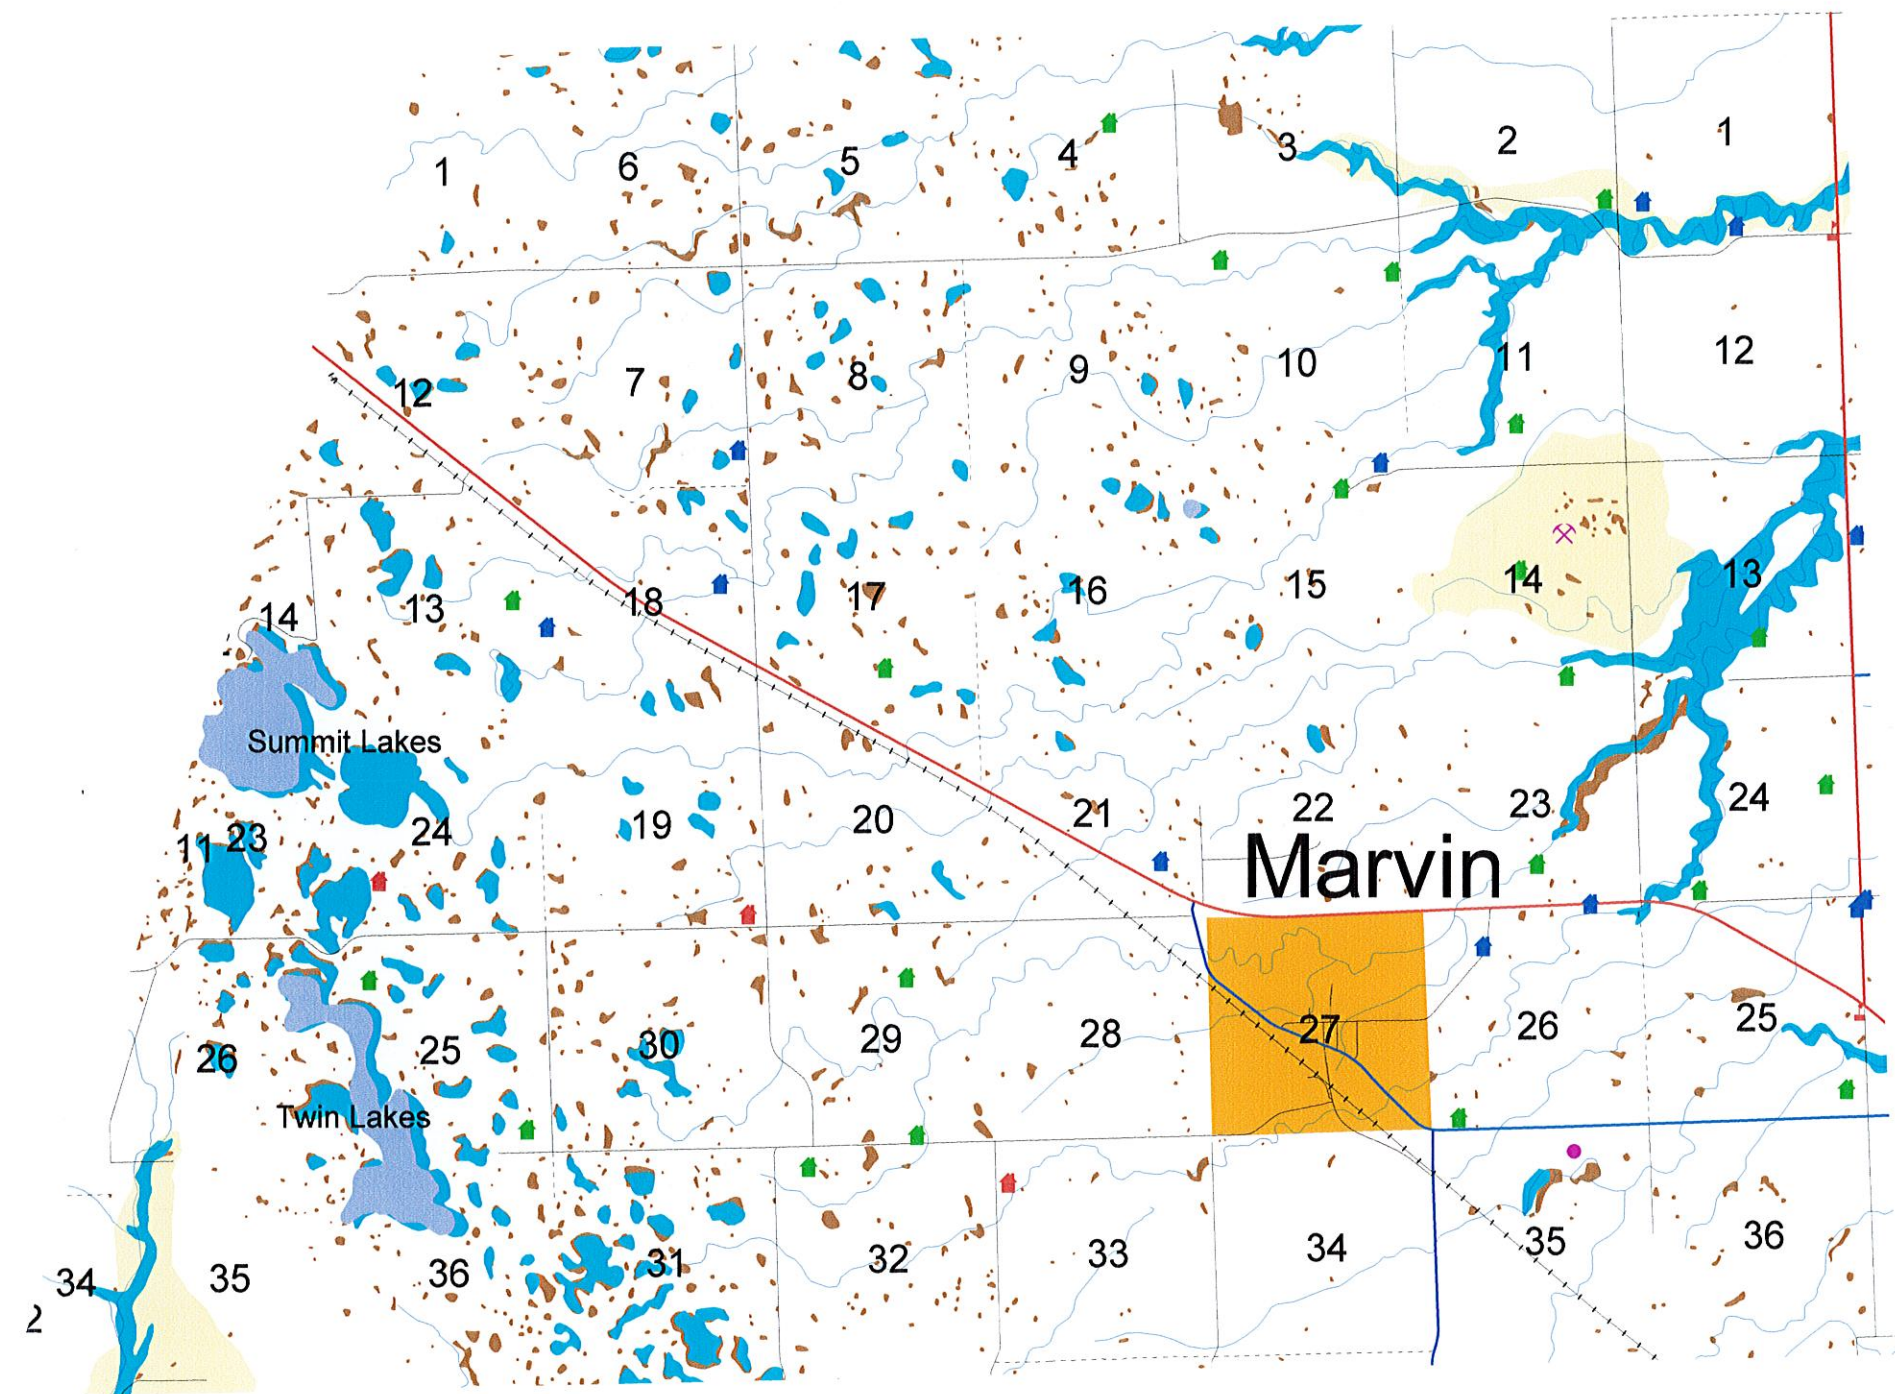 1 6 5 4 3 2 1
12 7 8 9 10 11 12
14 13 18 17 16 15 14 13
Summit Lakes
11 23 24 19 20 21 22 23 24
Marvin
26 25 30 29 28 27 26 25
Twin Lakes
34 35 36 31 32 33 34 35 36
2